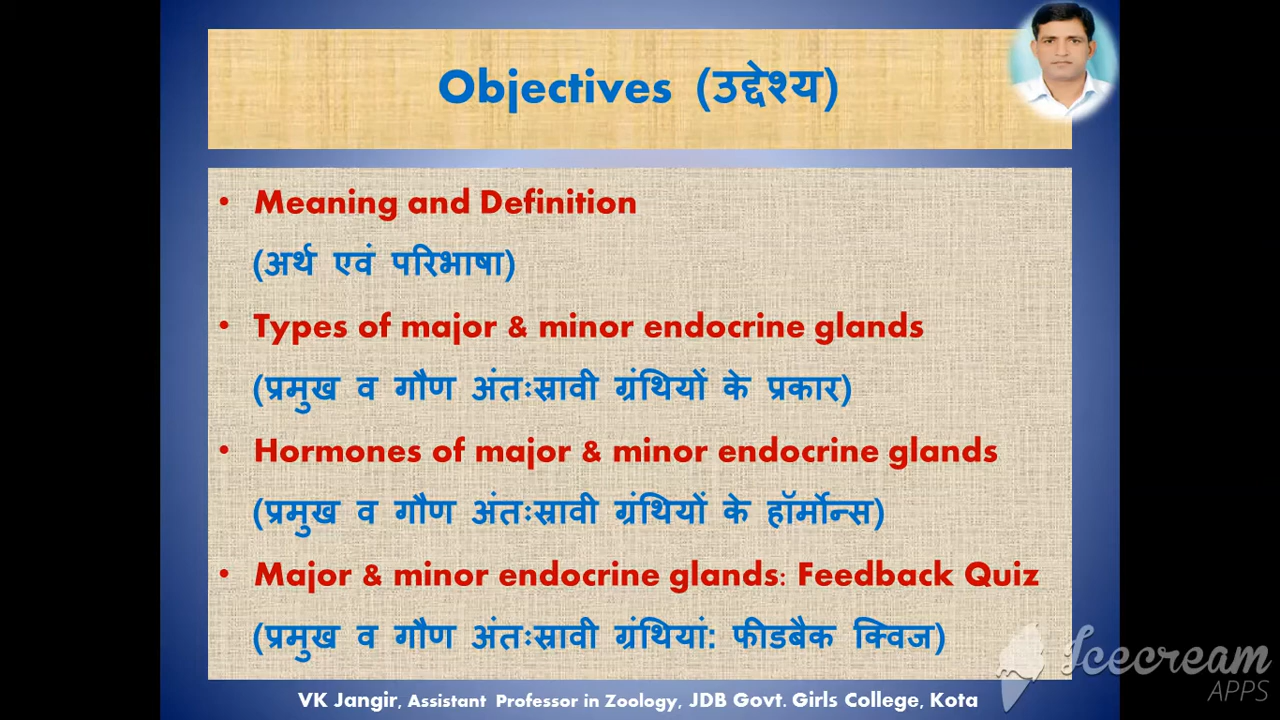 Objectives (उद्देश्य)
• Meaning and Definition
(अर्थ एवं परिभाषा)
• Types of major & minor endocrine glands
(प्रमुख व गौण अंतःस्रावी ग्रंथियों के प्रकार)
• Hormones of major & minor endocrine glands
(प्रमुख व गौण अंतःस्रावी ग्रंथियों के हॉर्मोन्स)
• Major & minor endocrine glands: Feedback Quiz
(प्रमुख व गौण अंतःस्रावी ग्रंथियां: फीडबैक क्विज)
Icecream
APPS
VK Jangir, Assistant Professor in Zoology, JDB Govt. Girls College, Kota